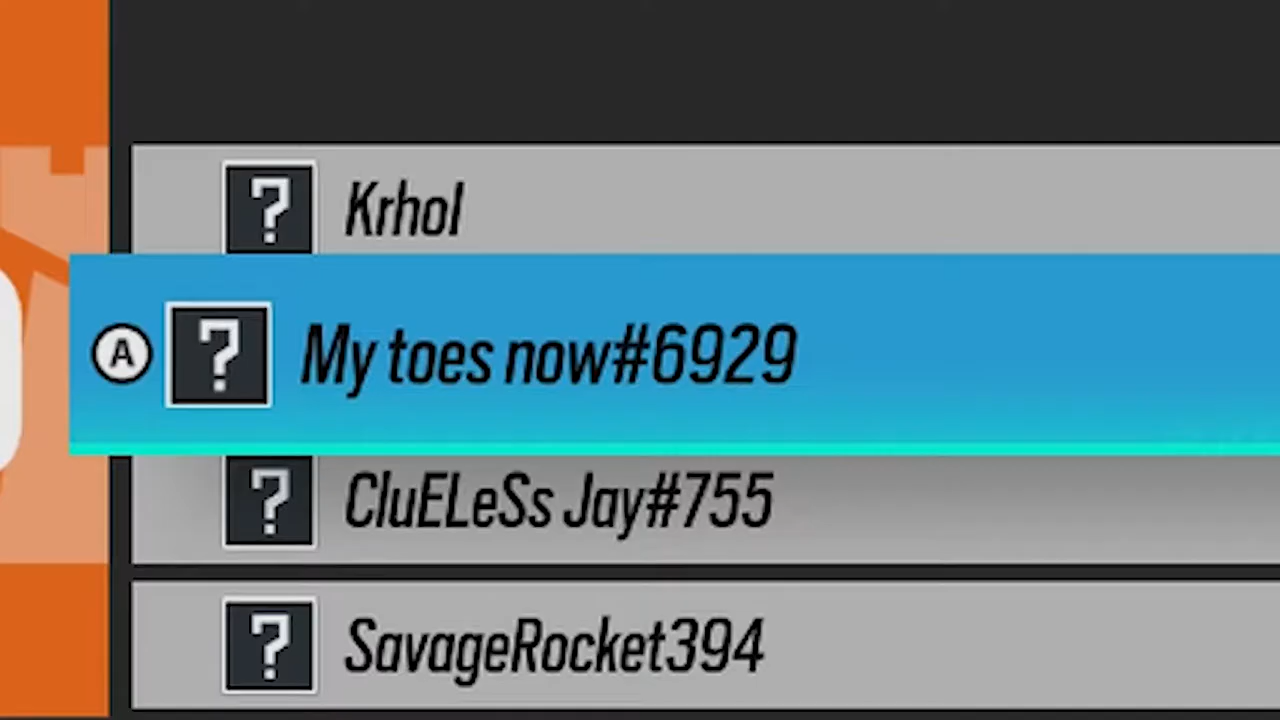 ? Krhol
A ? My toes now#6929
? CluELeSs Jay#755
? SavageRocket394